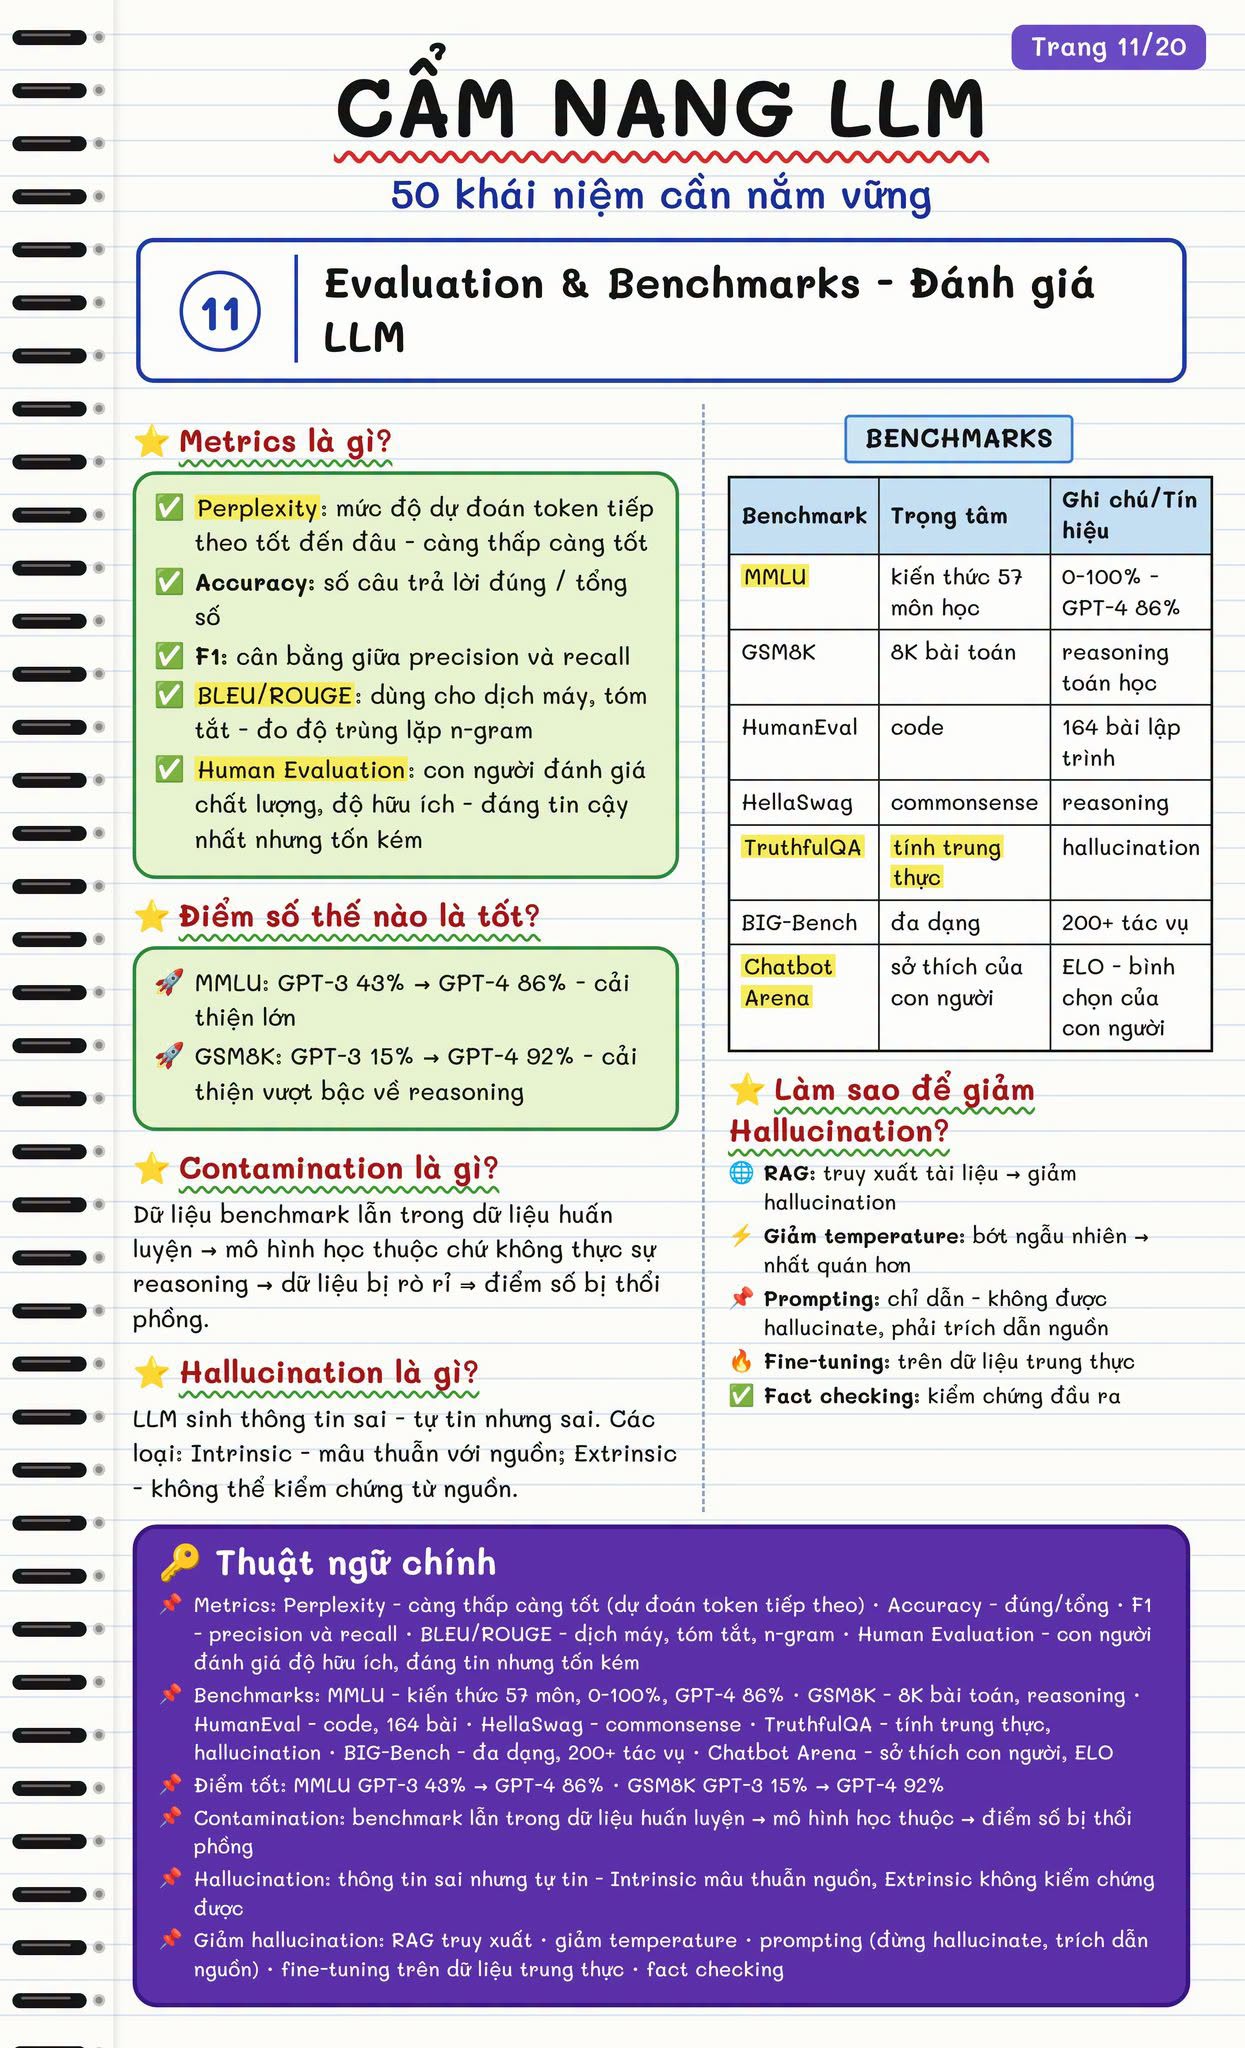 Trang 11/20
CẨM NANG LLM
50 khái niệm cần nắm vững
11
Evaluation & Benchmarks - Đánh giá
LLM
⭐ Metrics là gì?
✅ Perplexity: mức độ dự đoán token tiếp
theo tốt đến đâu - càng thấp càng tốt
✅ Accuracy: số câu trả lời đúng / tổng
số
✅ F1: cân bằng giữa precision và recall
✅ BLEU/ROUGE: dùng cho dịch máy, tóm
tắt - đo độ trùng lặp n-gram
✅ Human Evaluation: con người đánh giá
chất lượng, độ hữu ích - đáng tin cậy
nhất nhưng tốn kém
⭐ Điểm số thế nào là tốt?
🚀 MMLU: GPT-3 43% → GPT-4 86% - cải
thiện lớn
🚀 GSM8K: GPT-3 15% → GPT-4 92% - cải
thiện vượt bậc về reasoning
⭐ Contamination là gì?
Dữ liệu benchmark lẫn trong dữ liệu huấn
luyện → mô hình học thuộc chứ không thực sự
reasoning → dữ liệu bị rò rỉ ⇒ điểm số bị thổi
phồng.
⭐ Hallucination là gì?
LLM sinh thông tin sai - tự tin nhưng sai. Các
loại: Intrinsic - mâu thuẫn với nguồn; Extrinsic
- không thể kiểm chứng từ nguồn.
BENCHMARKS
Benchmark | Trọng tâm | Ghi chú/Tín
hiệu
MMLU | kiến thức 57 | 0-100% -
môn học | GPT-4 86%
GSM8K | 8K bài toán | reasoning
toán học
HumanEval | code | 164 bài lập
trình
HellaSwag | commonsense | reasoning
TruthfulQA | tính trung | hallucination
thực
BIG-Bench | đa dạng | 200+ tác vụ
Chatbot | sở thích của | ELO - bình
Arena | con người | chọn của
con người
⭐ Làm sao để giảm
Hallucination?
🌐 RAG: truy xuất tài liệu → giảm
hallucination
⚡ Giảm temperature: bớt ngẫu nhiên →
nhất quán hơn
📌 Prompting: chỉ dẫn - không được
hallucinate, phải trích dẫn nguồn
🔥 Fine-tuning: trên dữ liệu trung thực
✅ Fact checking: kiểm chứng đầu ra
🔑 Thuật ngữ chính
📌 Metrics: Perplexity - càng thấp càng tốt (dự đoán token tiếp theo) · Accuracy - đúng/tổng · F1
- precision và recall · BLEU/ROUGE - dịch máy, tóm tắt, n-gram · Human Evaluation - con người
đánh giá độ hữu ích, đáng tin nhưng tốn kém
📌 Benchmarks: MMLU - kiến thức 57 môn, 0-100%, GPT-4 86% · GSM8K - 8K bài toán, reasoning ·
HumanEval - code, 164 bài · HellaSwag - commonsense · TruthfulQA - tính trung thực,
hallucination · BIG-Bench - đa dạng, 200+ tác vụ · Chatbot Arena - sở thích con người, ELO
📌 Điểm tốt: MMLU GPT-3 43% → GPT-4 86% · GSM8K GPT-3 15% → GPT-4 92%
📌 Contamination: benchmark lẫn trong dữ liệu huấn luyện → mô hình học thuộc → điểm số bị thổi
phồng
📌 Hallucination: thông tin sai nhưng tự tin - Intrinsic mâu thuẫn nguồn, Extrinsic không kiểm chứng
được
📌 Giảm hallucination: RAG truy xuất · giảm temperature · prompting (đừng hallucinate, trích dẫn
nguồn) · fine-tuning trên dữ liệu trung thực · fact checking